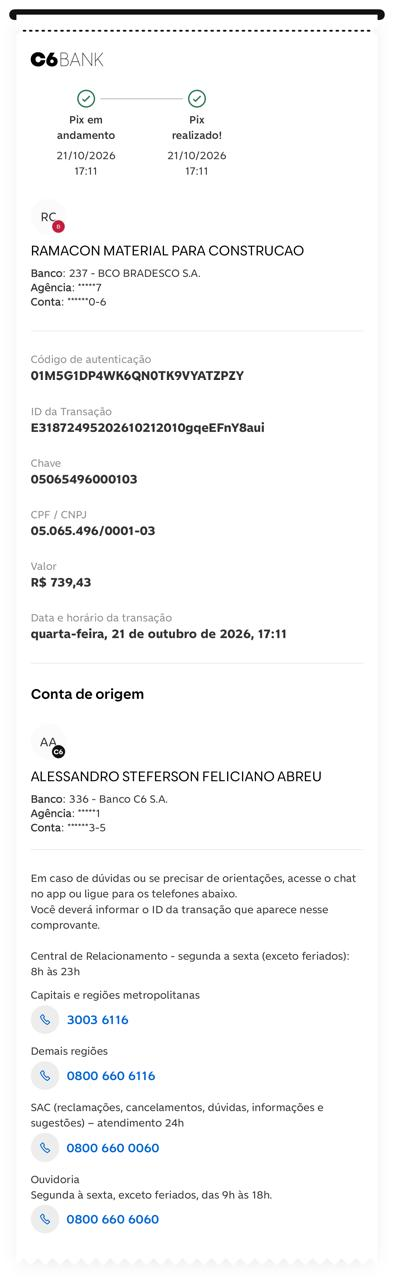 C6BANK
Pix em andamento
21/10/2026
17:11
Pix realizado!
21/10/2026
17:11
RC
RAMACON MATERIAL PARA CONSTRUCAO
Banco: 237 - BCO BRADESCO S.A.
Agência: *****7
Conta: ******0-6
Código de autenticação
01M5G1DP4WK6QN0TK9VYATZPZY
ID da Transação
E31872495202610212010gqeEFnY8aui
Chave
05065496000103
CPF / CNPJ
05.065.496/0001-03
Valor
R$ 739,43
Data e horário da transação
quarta-feira, 21 de outubro de 2026, 17:11
Conta de origem
AA
C6
ALESSANDRO STEFERSON FELICIANO ABREU
Banco: 336 - Banco C6 S.A.
Agência: *****1
Conta: ******3-5
Em caso de dúvidas ou se precisar de orientações, acesse o chat
no app ou ligue para os telefones abaixo.
Você deverá informar o ID da transação que aparece nesse
comprovante.
Central de Relacionamento - segunda a sexta (exceto feriados):
8h às 23h
Capitais e regiões metropolitanas
3003 6116
Demais regiões
0800 660 6116
SAC (reclamações, cancelamentos, dúvidas, informações e
sugestões) – atendimento 24h
0800 660 0060
Ouvidoria
Segunda à sexta, exceto feriados, das 9h às 18h.
0800 660 6060